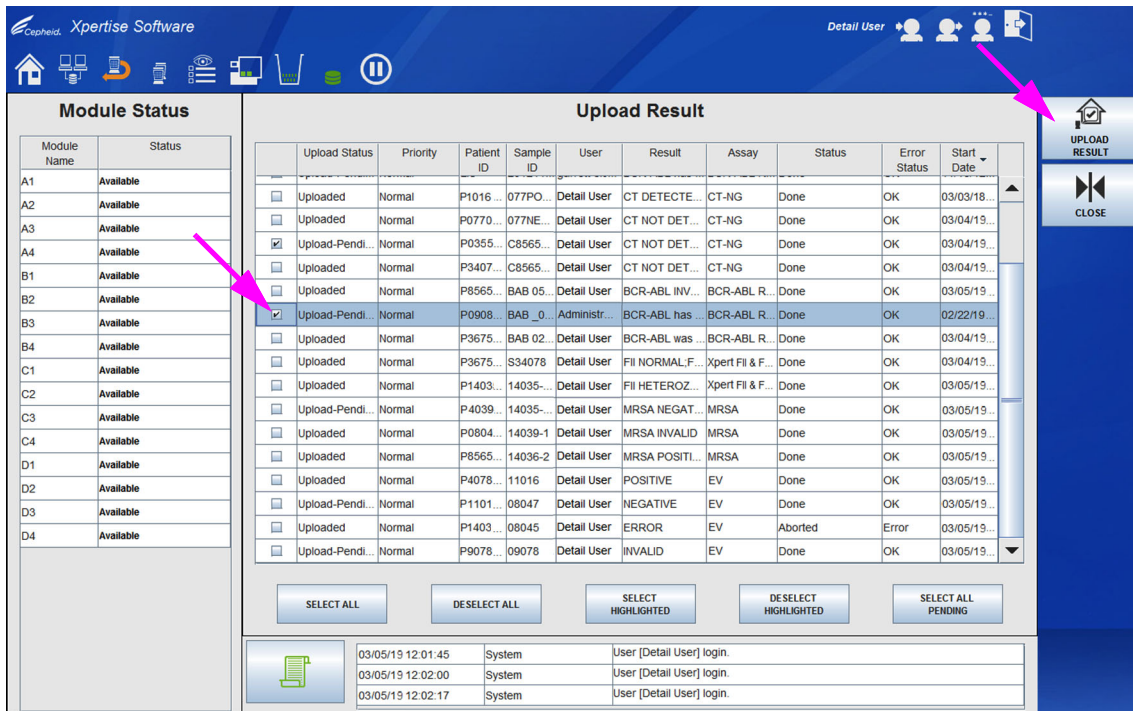 Cepheid. Xpertise Software
Detail User
Module Status
Module Name Status
A1 Available
A2 Available
A3 Available
A4 Available
B1 Available
B2 Available
B3 Available
B4 Available
C1 Available
C2 Available
C3 Available
C4 Available
D1 Available
D2 Available
D3 Available
D4 Available
Upload Result
Upload Status Priority Patient ID Sample ID User Result Assay Status Error Status Start Date
Uploaded Normal P1016 ... 077PO... Detail User CT DETECTE... CT-NG Done OK 03/03/18...
Uploaded Normal P0770... 077NE... Detail User CT NOT DET... CT-NG Done OK 03/04/19...
Upload-Pendi... Normal P0355... C8565... Detail User CT NOT DET... CT-NG Done OK 03/04/19...
Uploaded Normal P3407... C8565... Detail User CT NOT DET... CT-NG Done OK 03/04/19...
Uploaded Normal P8565... BAB 05... Detail User BCR-ABL INV... BCR-ABL R... Done OK 03/05/19...
Upload-Pendi... Normal P0908... BAB _0... Administr... BCR-ABL has ... BCR-ABL R... Done OK 02/22/19...
Uploaded Normal P3675... BAB 02... Detail User BCR-ABL was ... BCR-ABL R... Done OK 03/04/19...
Uploaded Normal P3675... S34078 Detail User FII NORMAL;F... Xpert FII & F... Done OK 03/04/19...
Uploaded Normal P1403... 14035-... Detail User FII HETEROZ... Xpert FII & F... Done OK 03/05/19...
Upload-Pendi... Normal P4039... 14035-... Detail User MRSA NEGAT... MRSA Done OK 03/05/19...
Uploaded Normal P0804... 14039-1 Detail User MRSA INVALID MRSA Done OK 03/05/19...
Uploaded Normal P8565... 14036-2 Detail User MRSA POSITI... MRSA Done OK 03/05/19...
Uploaded Normal P4078... 11016 Detail User POSITIVE EV Done OK 03/05/19...
Upload-Pendi... Normal P1101... 08047 Detail User NEGATIVE EV Done OK 03/05/19...
Uploaded Normal P1403... 08045 Detail User ERROR EV Aborted Error 03/05/19...
Upload-Pendi... Normal P9078... 09078 Detail User INVALID EV Done OK 03/05/19...
SELECT ALL
DESELECT ALL
SELECT HIGHLIGHTED
DESELECT HIGHLIGHTED
SELECT ALL PENDING
03/05/19 12:01:45 System User [Detail User] login.
03/05/19 12:02:00 System User [Detail User] login.
03/05/19 12:02:17 System User [Detail User] login.
UPLOAD RESULT
CLOSE